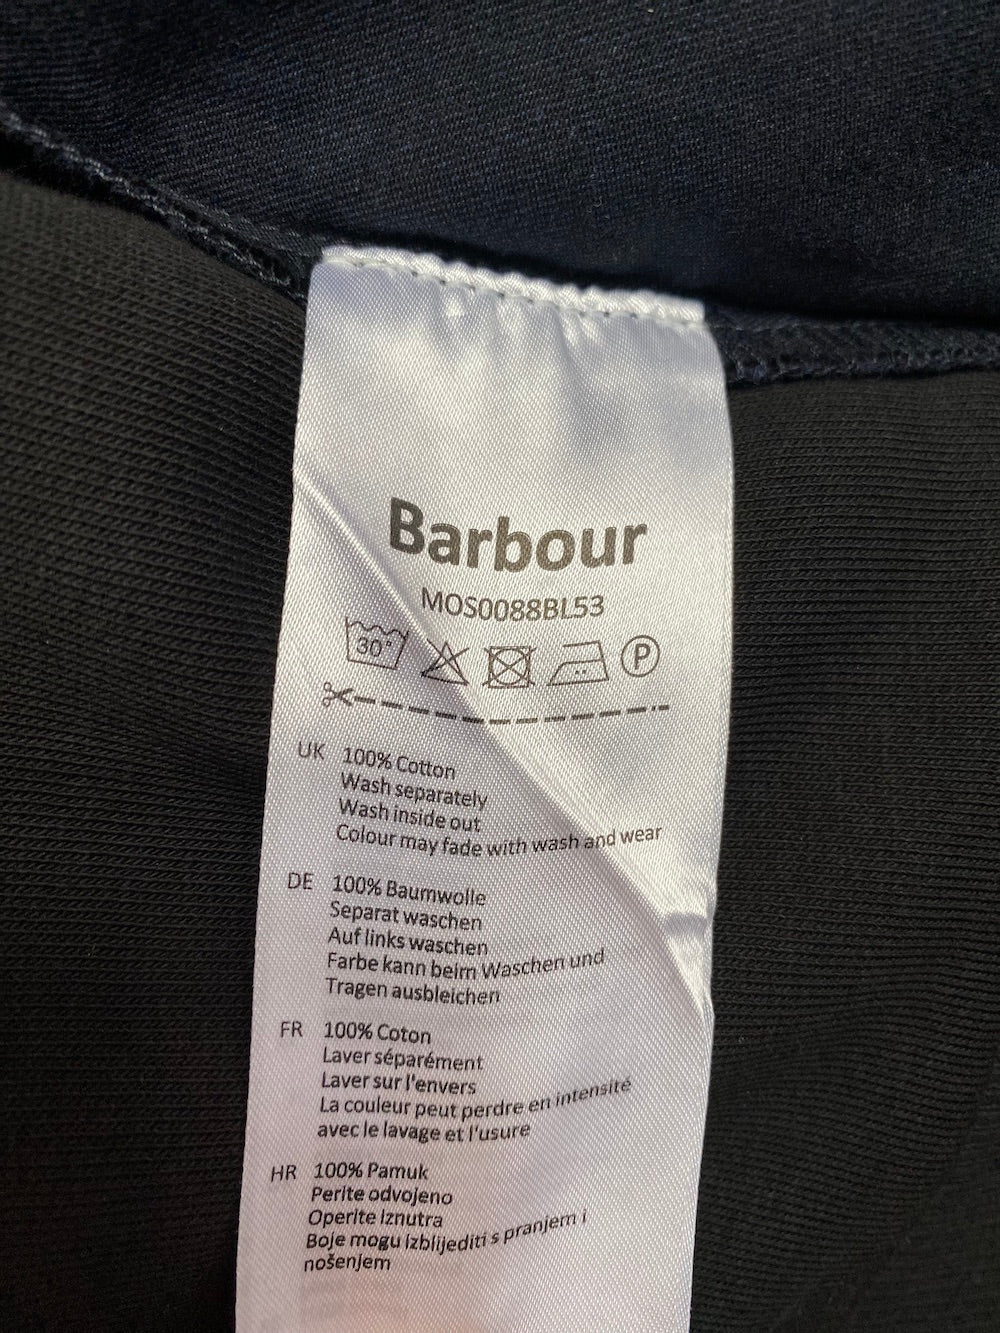 Barbour
MOS0088BL53
30°
P
UK 100% Cotton
Wash separately
Wash inside out
Colour may fade with wash and wear
DE 100% Baumwolle
Separat waschen
Auf links waschen
Farbe kann beim Waschen und
Tragen ausbleichen
FR 100% Coton
Laver séparément
Laver sur l'envers
La couleur peut perdre en intensité
avec le lavage et l'usure
HR 100% Pamuk
Perite odvojeno
Operite iznutra
Boje mogu izblijediti s pranjem i
nošenjem